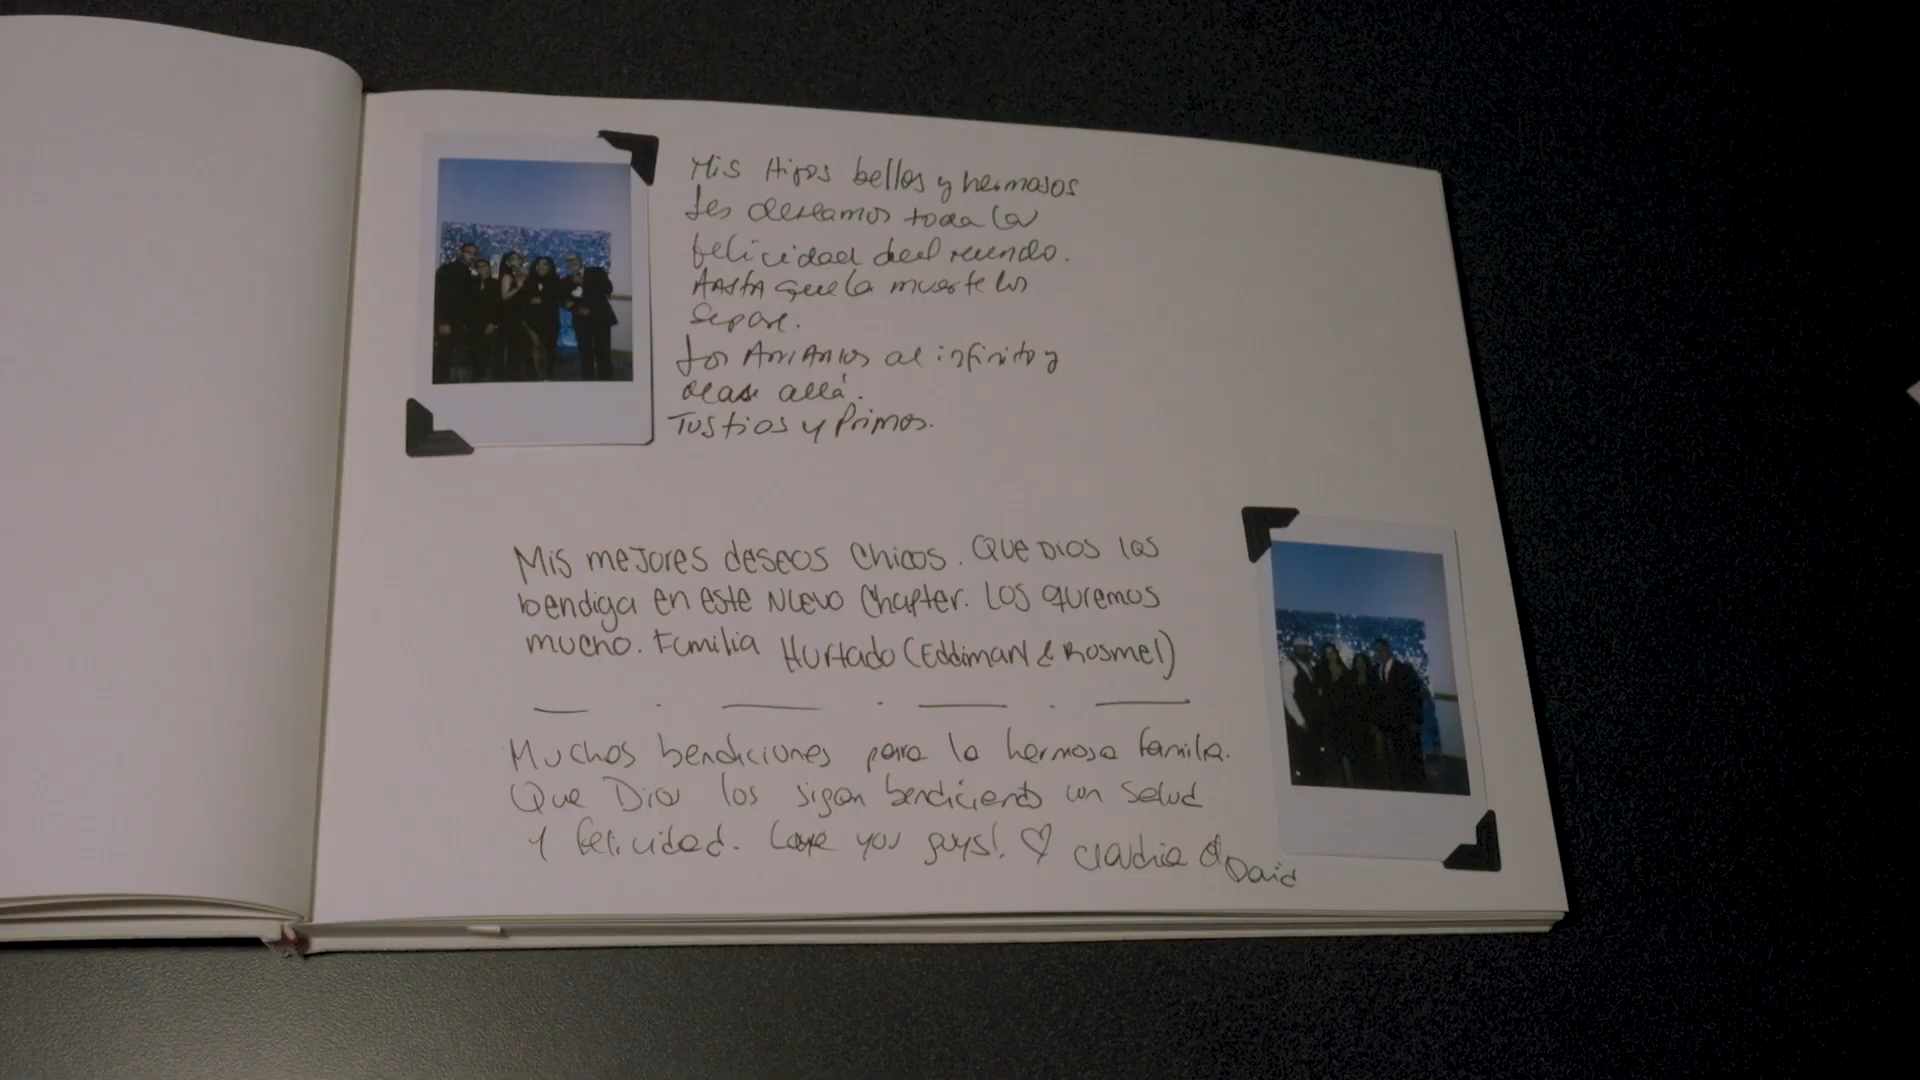 Mis Hijos bellos y hermosos
les deseamos toda la
felicidad del mundo.
HASTA que la muerte los
separe.
Los AMAMOS al infinito y
mas allá.
Tus tios y Primos.
Mis mejores deseos Chicos. Que Dios los
bendiga en este Nuevo Chapter. Los quremos
mucho. Familia Hurtado (Eddiman & Rosmel)
Muchas bendiciones para la hermosa familia.
Que Dios los sigan bendiciendo con Salud
y felicidad. Love you guys! ♡ Claudia & David